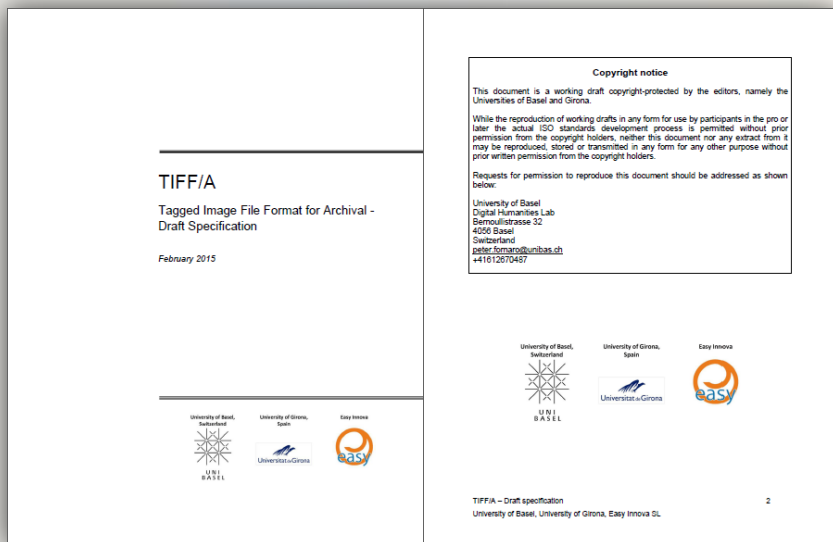 TIFF/A
Tagged Image File Format for Archival -
Draft Specification
February 2015
University of Basel,
Switzerland
University of Girona,
Spain
Easy Innova
UNI
BASEL
Universitat de Girona
easy
Copyright notice
This document is a working draft copyright-protected by the editors, namely the
Universities of Basel and Girona.
While the reproduction of working drafts in any form for use by participants in the pro or
later the actual ISO standards development process is permitted without prior
permission from the copyright holders, neither this document nor any extract from it
may be reproduced, stored or transmitted in any form for any other purpose without
prior written permission from the copyright holders.
Requests for permission to reproduce this document should be addressed as shown
below:
University of Basel
Digital Humanities Lab
Bernoullistrasse 32
4056 Basel
Switzerland
peter.fornaro@unibas.ch
+41612670487
University of Basel,
Switzerland
University of Girona,
Spain
Easy Innova
UNI
BASEL
Universitat de Girona
easy
TIFF/A – Draft specification 2
University of Basel, University of Girona, Easy Innova SL